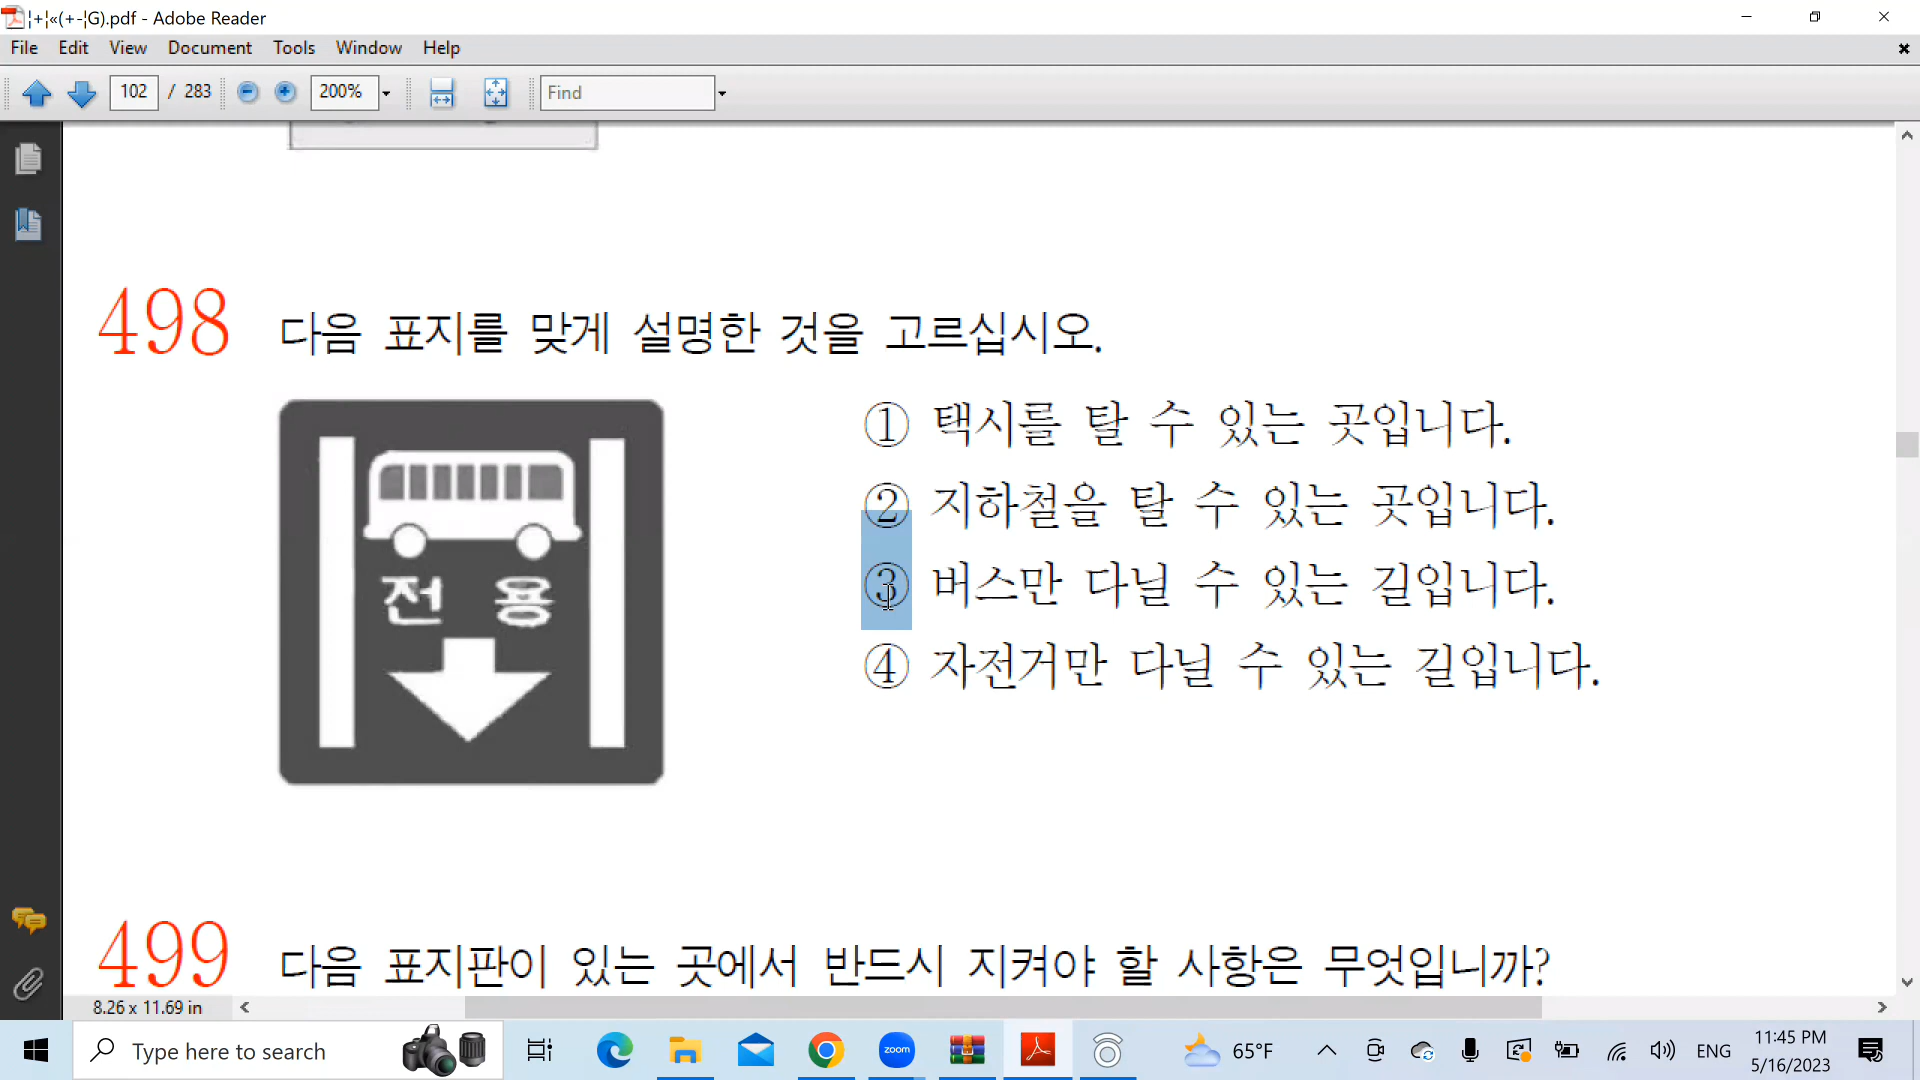 ¦+¦«(+-¦G).pdf - Adobe Reader
File Edit View Document Tools Window Help
102 / 283 200% Find
498 다음 표지를 맞게 설명한 것을 고르십시오.
전 용
① 택시를 탈 수 있는 곳입니다.
② 지하철을 탈 수 있는 곳입니다.
③ 버스만 다닐 수 있는 길입니다.
④ 자전거만 다닐 수 있는 길입니다.
499 다음 표지판이 있는 곳에서 반드시 지켜야 할 사항은 무엇입니까?
8.26 x 11.69 in
Type here to search
zoom
65°F
ENG
11:45 PM
5/16/2023